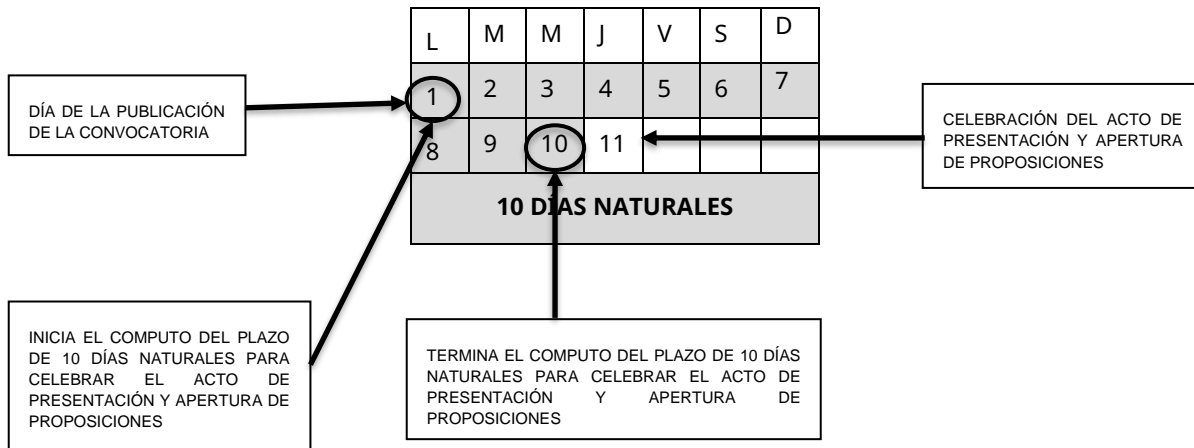 L M M J V S D
1 2 3 4 5 6 7
8 9 10 11
10 DÍAS NATURALES
DÍA DE LA PUBLICACIÓN
DE LA CONVOCATORIA
CELEBRACIÓN DEL ACTO DE
PRESENTACIÓN Y APERTURA
DE PROPOSICIONES
INICIA EL COMPUTO DEL PLAZO
DE 10 DÍAS NATURALES PARA
CELEBRAR EL ACTO DE
PRESENTACIÓN Y APERTURA DE
PROPOSICIONES
TERMINA EL COMPUTO DEL PLAZO DE 10 DÍAS
NATURALES PARA CELEBRAR EL ACTO DE
PRESENTACIÓN Y APERTURA DE
PROPOSICIONES